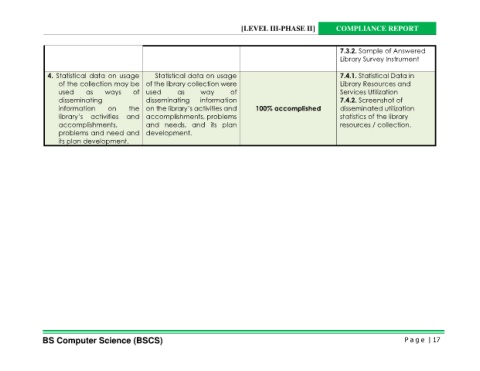 [LEVEL III-PHASE II] COMPLIANCE REPORT
7.3.2. Sample of Answered
Library Survey Instrument
4. Statistical data on usage
of the collection may be
used as ways of
disseminating
information on the
library's activities and
accomplishments,
problems and need and
its plan development.
Statistical data on usage
of the library collection were
used as way of
disseminating information
on the library's activities and
accomplishments, problems
and needs, and its plan
development.
100% accomplished
7.4.1. Statistical Data in
Library Resources and
Services Utilization
7.4.2. Screenshot of
disseminated utilization
statistics of the library
resources / collection.
BS Computer Science (BSCS)
Page | 17